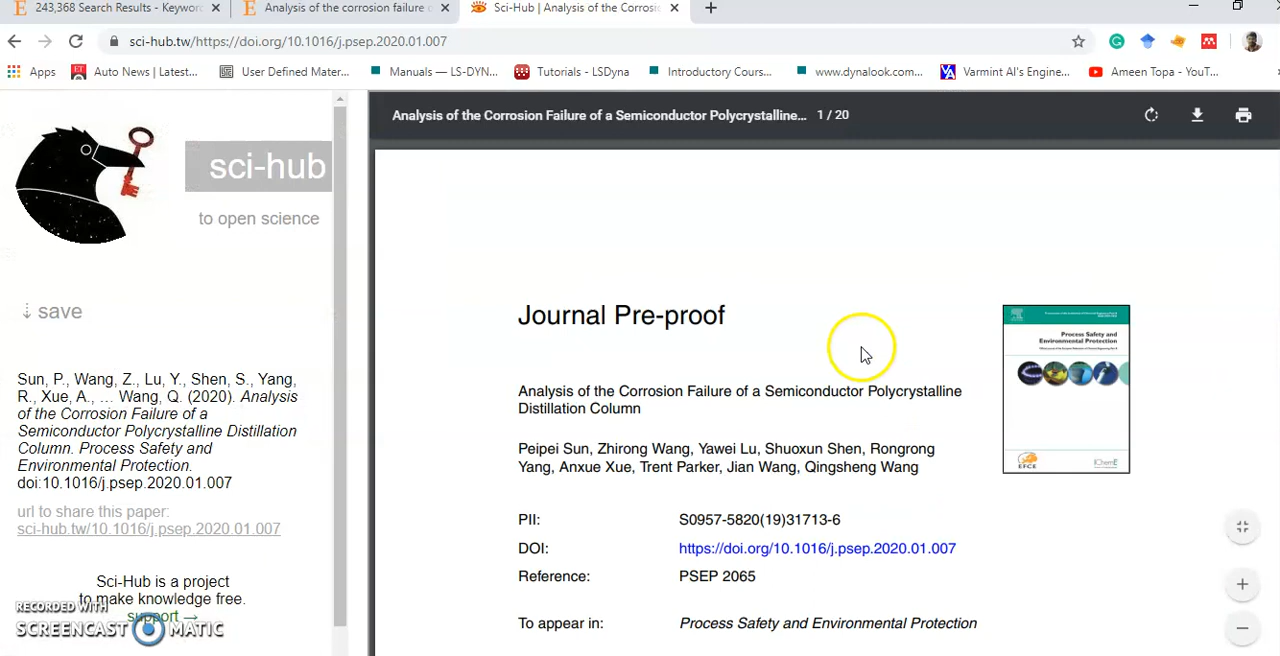 243,368 Search Results - Keywor
Analysis of the corrosion failure o
Sci-Hub | Analysis of the Corrosi
sci-hub.tw/https://doi.org/10.1016/j.psep.2020.01.007
Apps
Auto News | Latest...
User Defined Mater...
Manuals — LS-DYN...
Tutorials - LSDyna
Introductory Cours...
www.dynalook.com...
Varmint Al's Engine...
Ameen Topa - YouT...
Analysis of the Corrosion Failure of a Semiconductor Polycrystalline... 1 / 20
sci-hub
to open science
⇣ save
Sun, P., Wang, Z., Lu, Y., Shen, S., Yang,
R., Xue, A., … Wang, Q. (2020). Analysis
of the Corrosion Failure of a
Semiconductor Polycrystalline Distillation
Column. Process Safety and
Environmental Protection.
doi:10.1016/j.psep.2020.01.007
url to share this paper:
sci-hub.tw/10.1016/j.psep.2020.01.007
Sci-Hub is a project
to make knowledge free.
support →
RECORDED WITH
SCREENCAST MATIC
Journal Pre-proof
Analysis of the Corrosion Failure of a Semiconductor Polycrystalline
Distillation Column
Peipei Sun, Zhirong Wang, Yawei Lu, Shuoxun Shen, Rongrong
Yang, Anxue Xue, Trent Parker, Jian Wang, Qingsheng Wang
PII: S0957-5820(19)31713-6
DOI: https://doi.org/10.1016/j.psep.2020.01.007
Reference: PSEP 2065
To appear in: Process Safety and Environmental Protection
Process Safety and
Environmental Protection
EFCE
IChemE